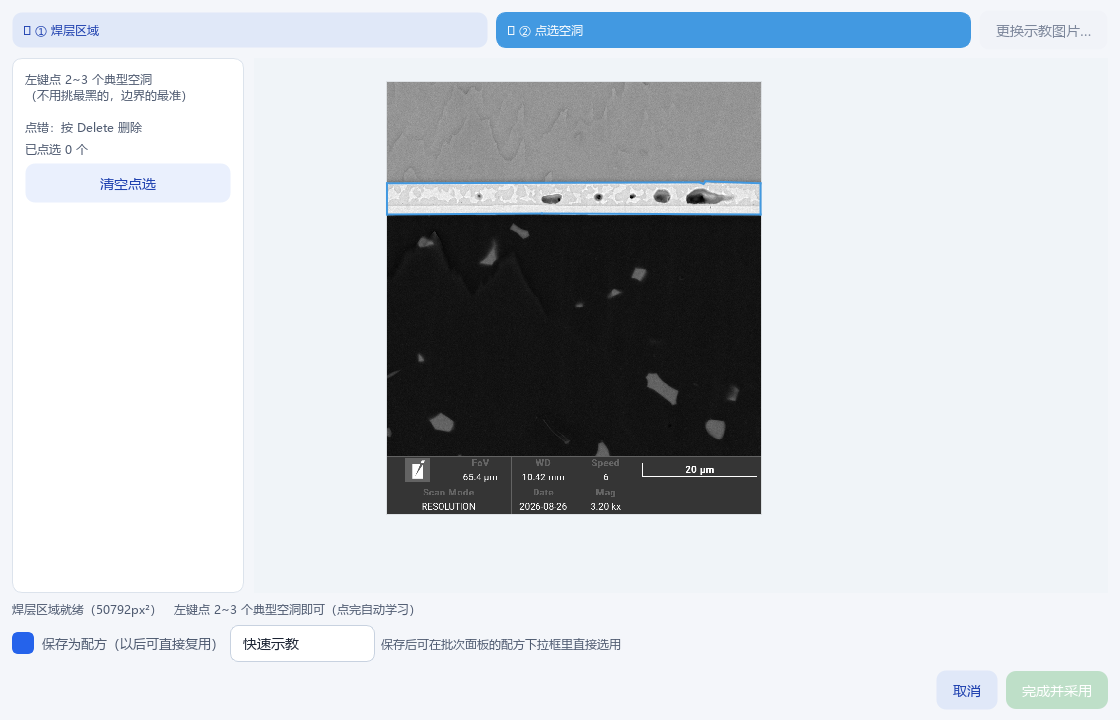 ① 焊层区域
② 点选空洞
更换示教图片...
左键点 2~3 个典型空洞
（不用挑最黑的，边界的最准）
点错：按 Delete 删除
已点选 0 个
清空点选
FoV
WD
Speed
65.4 μm
10.42 mm
6
20 μm
Scan Mode
Date
Mag
RESOLUTION
2026-08-26
3.20 kx
焊层区域就绪（50792px²） 左键点 2~3 个典型空洞即可（点完自动学习）
保存为配方（以后可直接复用）
快速示教
保存后可在批次面板的配方下拉框里直接选用
取消
完成并采用